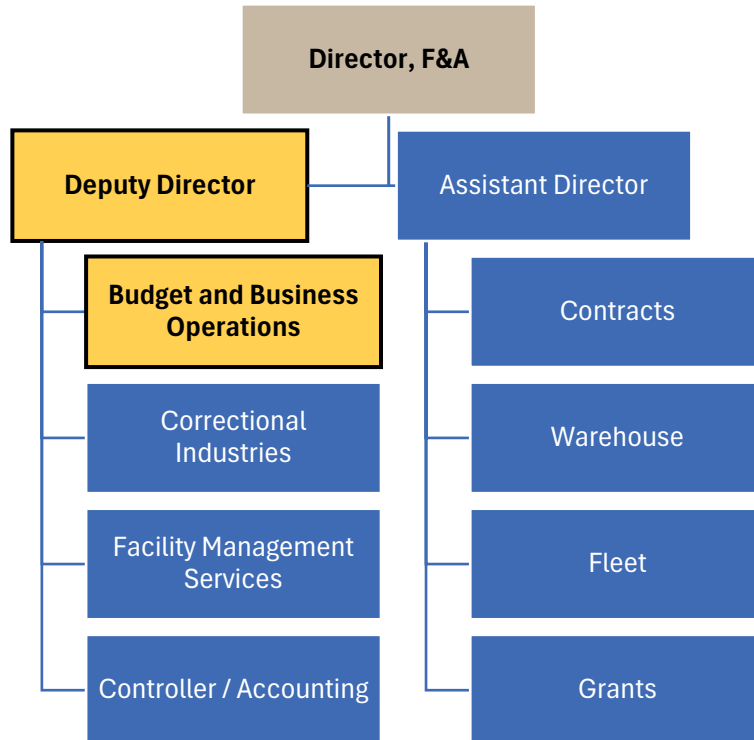 Director, F&A
Deputy Director
Assistant Director
Budget and Business
Operations
Correctional
Industries
Facility Management
Services
Controller / Accounting
Contracts
Warehouse
Fleet
Grants